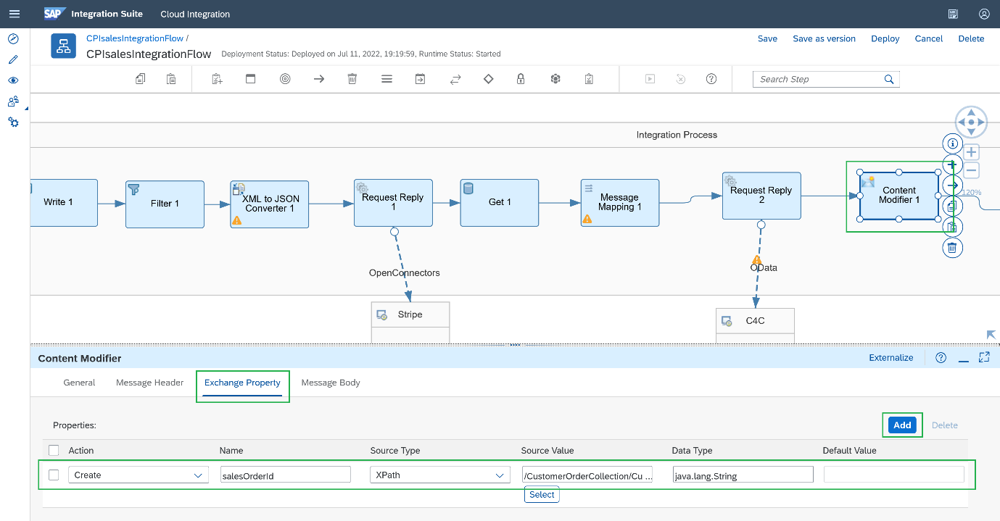 SAP Integration Suite Cloud Integration
CPIsalesIntegrationFlow /
CPIsalesIntegrationFlow Deployment Status: Deployed on Jul 11, 2022, 19:19:59, Runtime Status: Started
Save Save as version Deploy Cancel Delete
Search Step
Integration Process
Write 1
Filter 1
XML to JSON
Converter 1
Request Reply
1
Get 1
Message
Mapping 1
Request Reply
2
Content
Modifier 1
120%
OpenConnectors
OData
Stripe
C4C
Content Modifier
Externalize
General Message Header Exchange Property Message Body
Properties:
Add Delete
Action Name Source Type Source Value Data Type Default Value
Create salesOrderId XPath /CustomerOrderCollection/Cu ... java.lang.String
Select